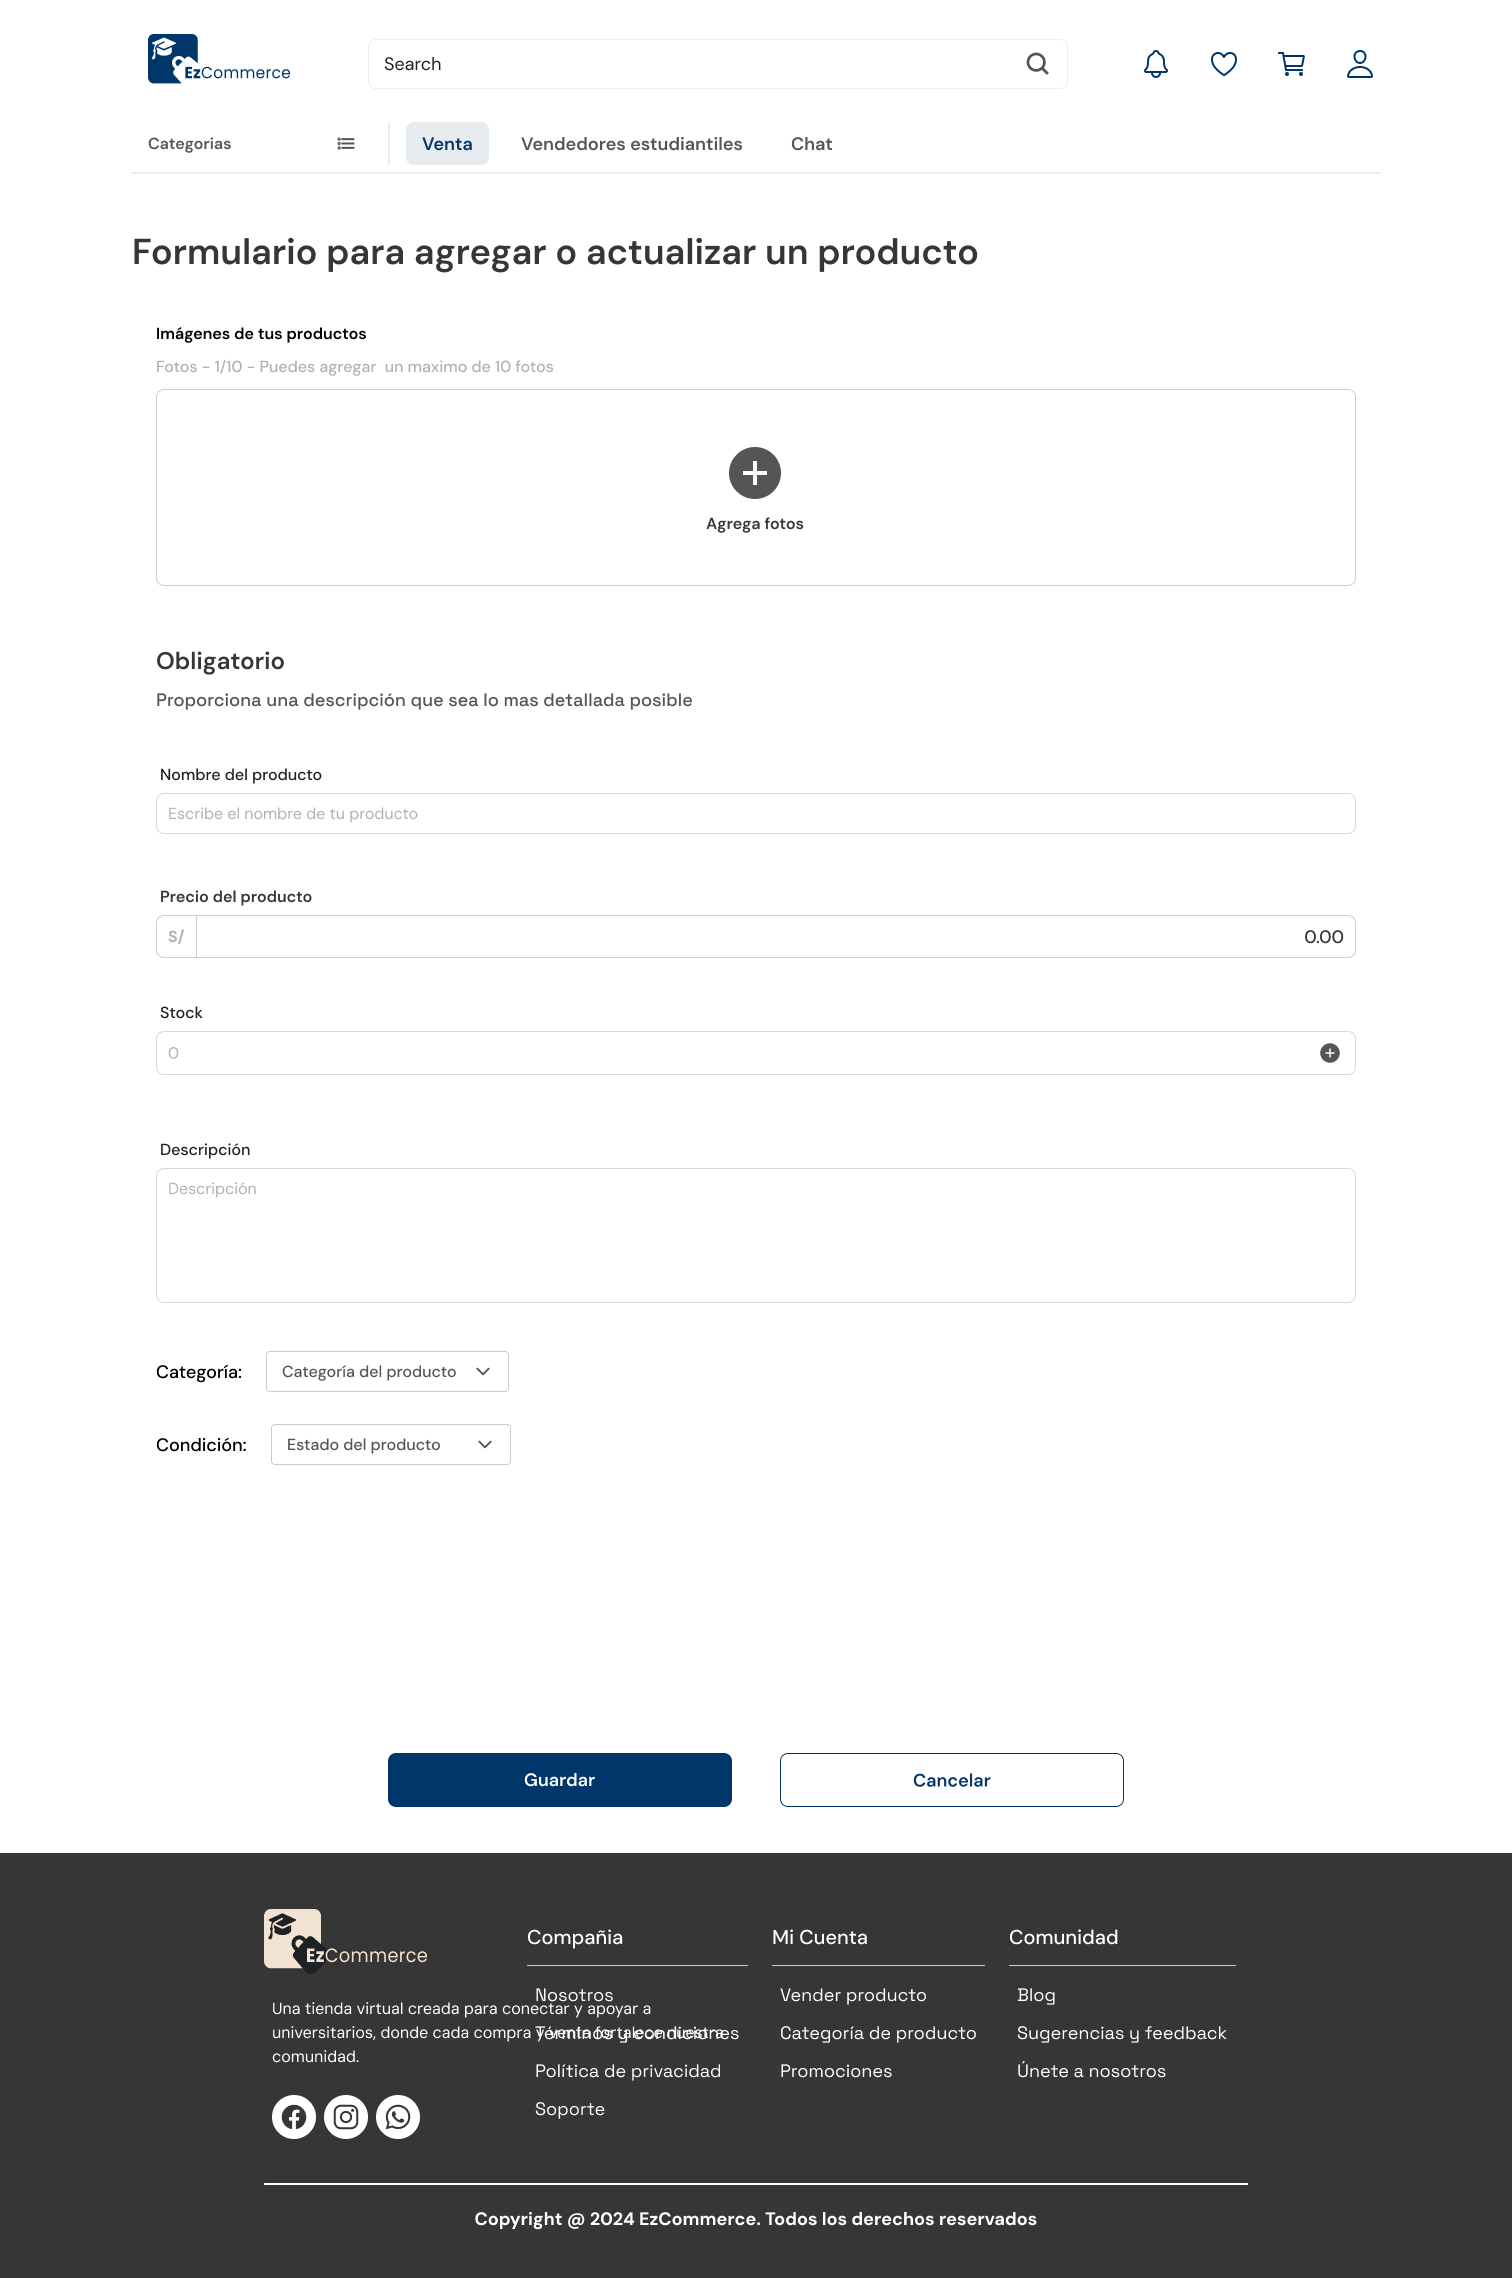 EzCommerce
Search
Categorias
Venta
Vendedores estudiantiles
Chat
Formulario para agregar o actualizar un producto
Imágenes de tus productos
Fotos - 1/10 - Puedes agregar un maximo de 10 fotos
Agrega fotos
Obligatorio
Proporciona una descripción que sea lo mas detallada posible
Nombre del producto
Escribe el nombre de tu producto
Precio del producto
S/
0.00
Stock
0
Descripción
Descripción
Categoría:
Categoría del producto
Condición:
Estado del producto
Guardar
Cancelar
EzCommerce
Una tienda virtual creada para conectar y apoyar a
universitarios, donde cada compra y venta fortalece nuestra
comunidad.
Compañia
Nosotros
Términos y condiciones
Política de privacidad
Soporte
Mi Cuenta
Vender producto
Categoría de producto
Promociones
Comunidad
Blog
Sugerencias y feedback
Únete a nosotros
Copyright @ 2024 EzCommerce. Todos los derechos reservados